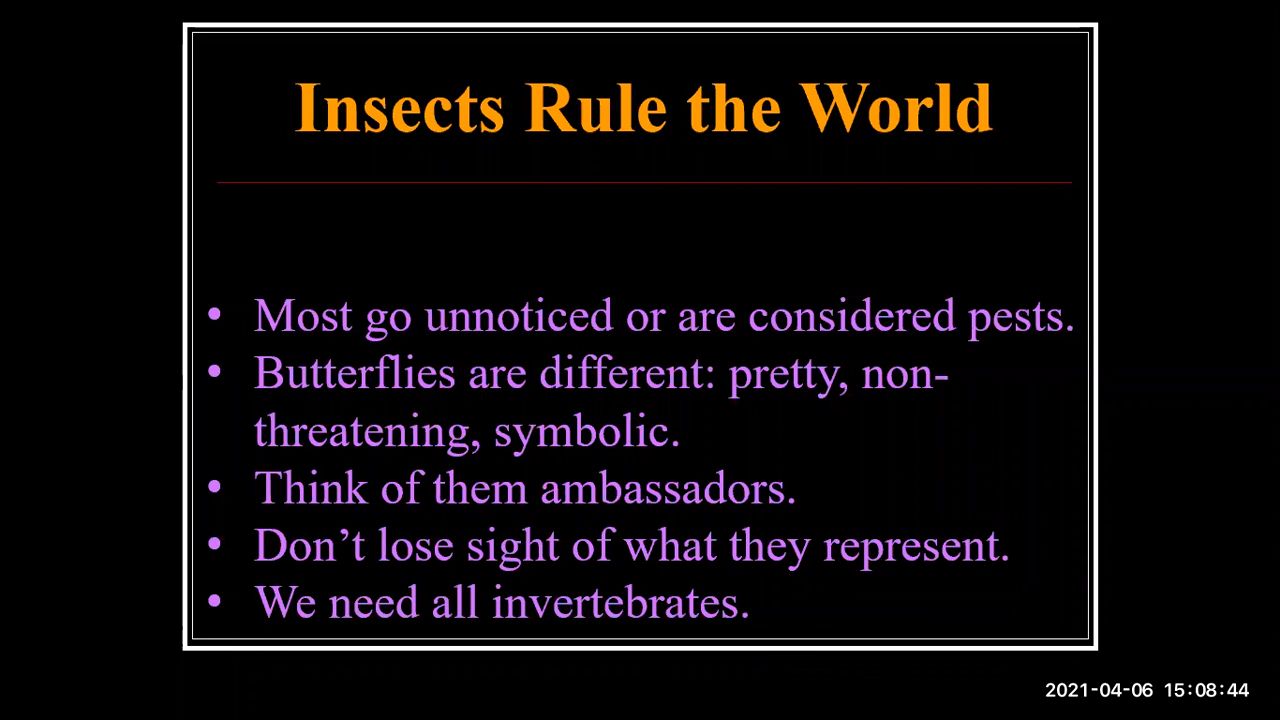 Insects Rule the World
• Most go unnoticed or are considered pests.
• Butterflies are different: pretty, non-
threatening, symbolic.
• Think of them ambassadors.
• Don’t lose sight of what they represent.
• We need all invertebrates.
2021-04-06 15:08:44